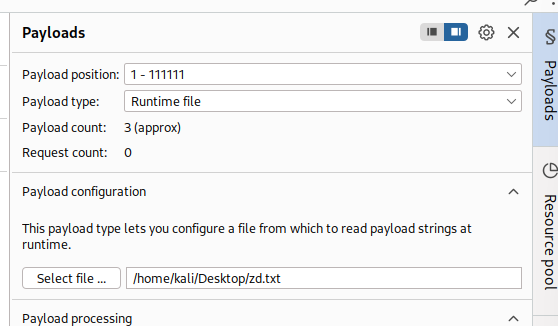 Payloads
Payload position: 1 - 111111
Payload type: Runtime file
Payload count: 3 (approx)
Request count: 0
Payload configuration
This payload type lets you configure a file from which to read payload strings at
runtime.
Select file ... /home/kali/Desktop/zd.txt
Payload processing
Payloads
Resource pool